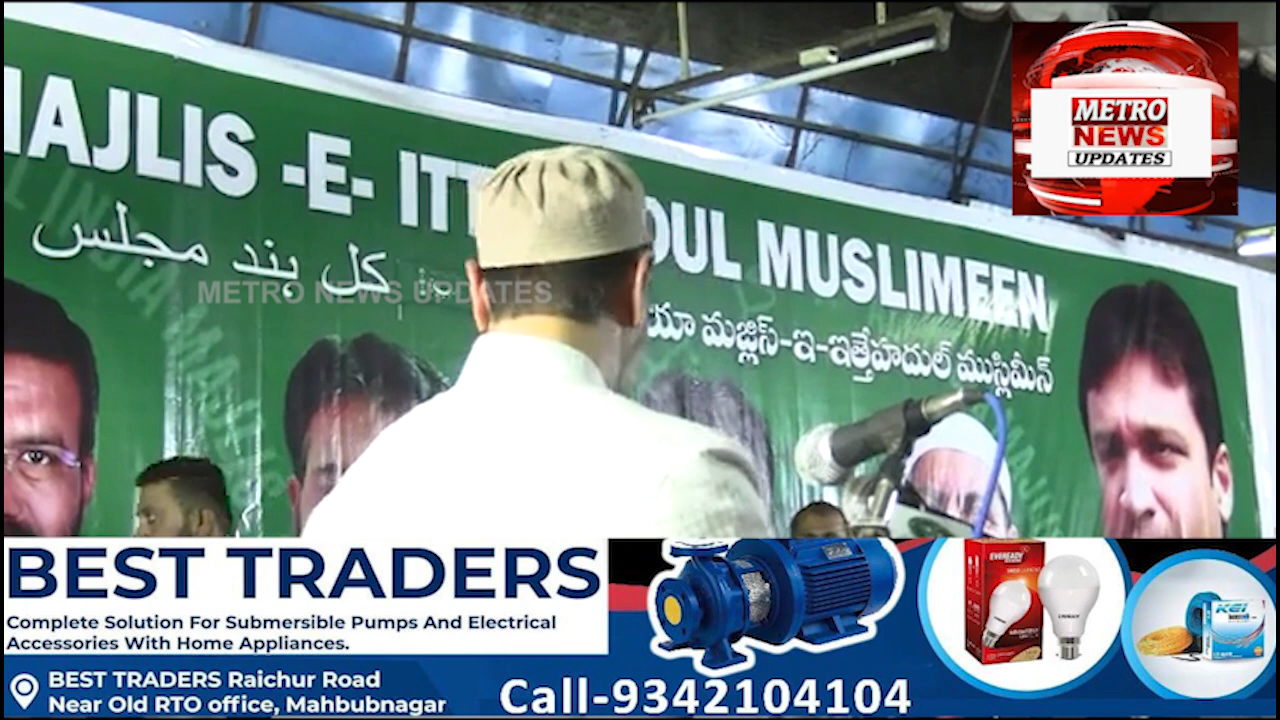 METRO
NEWS
UPDATES
MAJLIS -E- ITT
DUL MUSLIMEEN
کل ہند مجلس
యా మజ్లిస్-ఇ-ఇత్తేహదుల్ ముస్లిమీన్
METRO NEWS UPDATES
BEST TRADERS
Complete Solution For Submersible Pumps And Electrical
Accessories With Home Appliances.
BEST TRADERS Raichur Road
Near Old RTO office, Mahbubnagar
Call-9342104104
EVEREADY
KEI